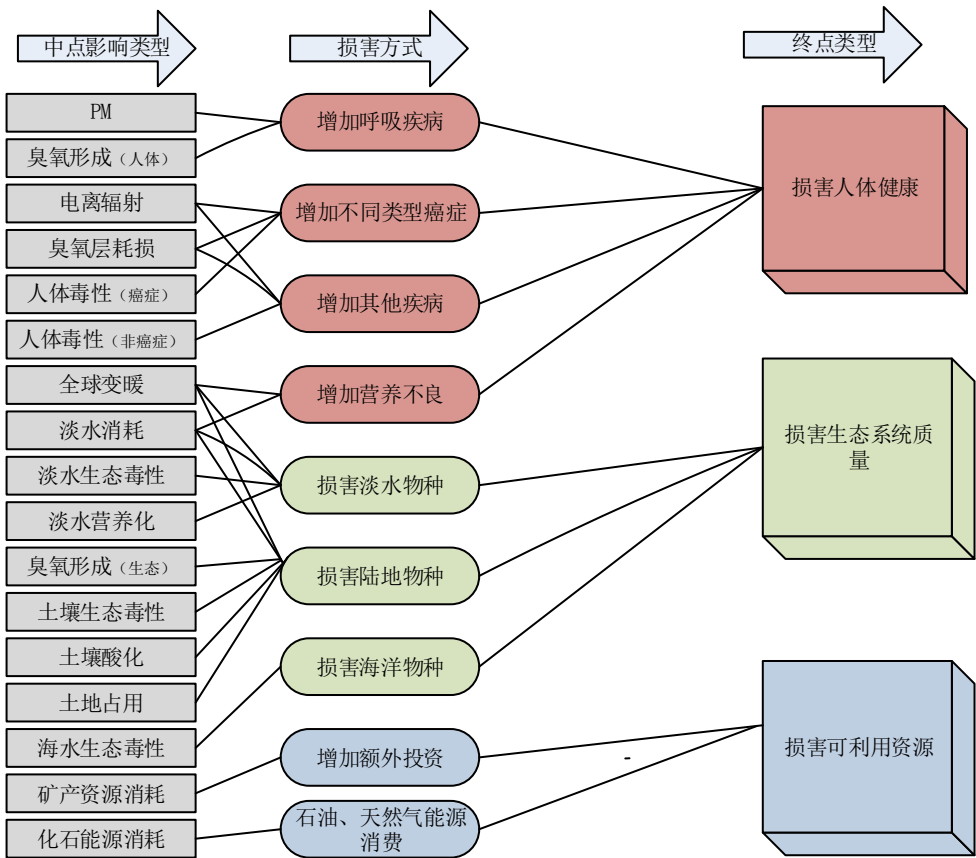 中点影响类型
损害方式
终点类型
PM
臭氧形成（人体）
电离辐射
臭氧层耗损
人体毒性（癌症）
人体毒性（非癌症）
全球变暖
淡水消耗
淡水生态毒性
淡水营养化
臭氧形成（生态）
土壤生态毒性
土壤酸化
土地占用
海水生态毒性
矿产资源消耗
化石能源消耗
增加呼吸疾病
增加不同类型癌症
增加其他疾病
增加营养不良
损害淡水物种
损害陆地物种
损害海洋物种
增加额外投资
石油、天然气能源
消费
损害人体健康
损害生态系统质
量
损害可利用资源
-